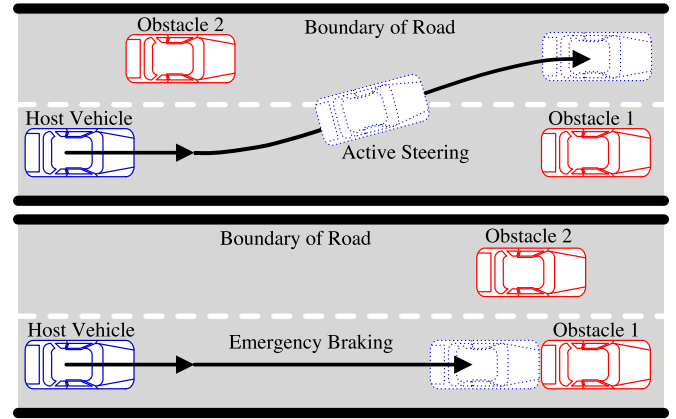 Obstacle 2
Boundary of Road
Host Vehicle
Obstacle 1
Active Steering
Boundary of Road
Obstacle 2
Host Vehicle
Emergency Braking
Obstacle 1